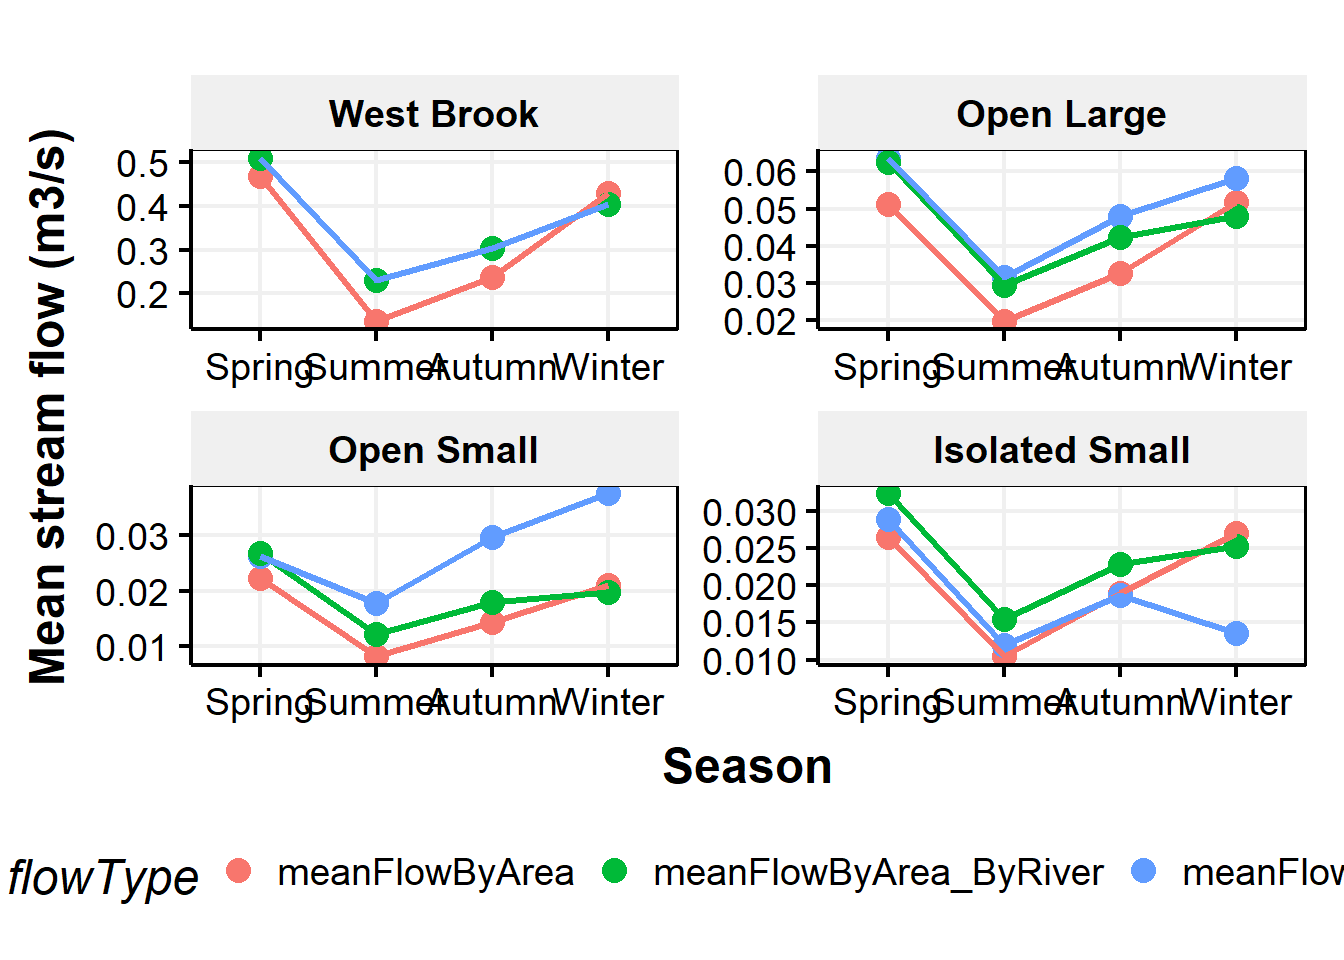 West Brook
Open Large
Mean stream flow (m3/s)
0.5
0.4
0.3
0.2
0.06
0.05
0.04
0.03
0.02
Spring Summer Autumn Winter
Spring Summer Autumn Winter
Open Small
Isolated Small
0.03
0.02
0.01
0.030
0.025
0.020
0.015
0.010
Spring Summer Autumn Winter
Spring Summer Autumn Winter
Season
flowType meanFlowByArea meanFlowByArea_ByRiver meanFlow